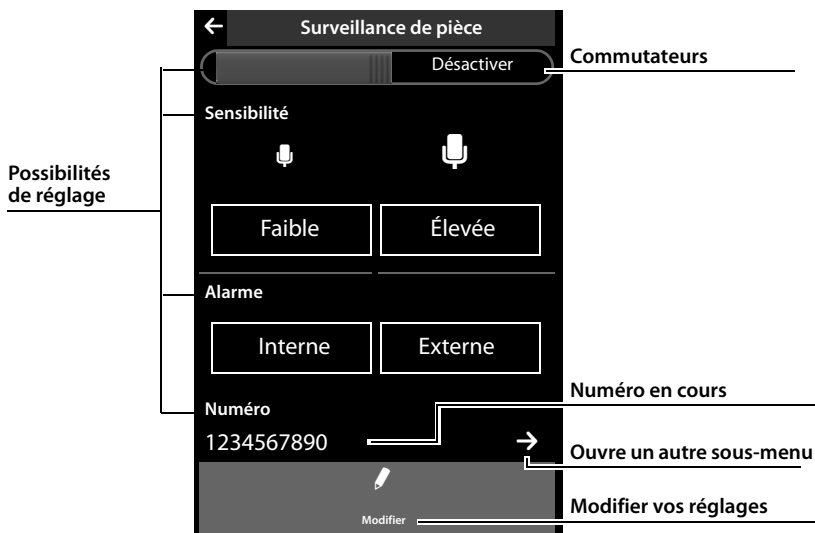 Surveillance de pièce
Désactiver
Commutateurs
Sensibilité
Possibilités
de réglage
Faible
Élevée
Alarme
Interne
Externe
Numéro
Numéro en cours
1234567890
Ouvre un autre sous-menu
Modifier
Modifier vos réglages